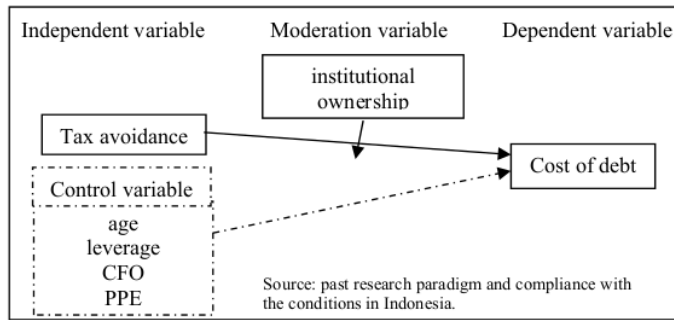 Independent variable
Moderation variable
Dependent variable
institutional
ownership
Tax avoidance
Cost of debt
Control variable
age
leverage
CFO
PPE
Source: past research paradigm and compliance with
the conditions in Indonesia.